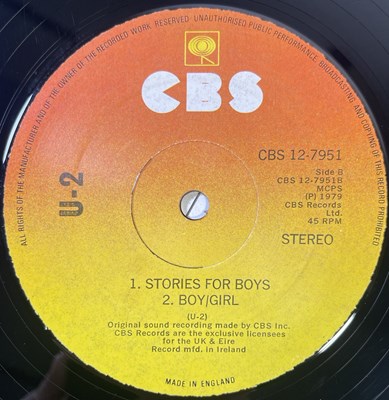 ALL RIGHTS OF THE MANUFACTURER AND OF THE OWNER OF THE RECORDED WORK RESERVED. UNAUTHORISED PUBLIC PERFORMANCE, BROADCASTING AND COPYING OF THIS RECORD PROHIBITED
CBS
CBS 12-7951
Side B
CBS 12-7951B
MCPS
(P) 1979
CBS Records
Ltd.
45 RPM
STEREO
U-2
1. STORIES FOR BOYS
2. BOY/GIRL
(U-2)
Original sound recording made by CBS Inc.
CBS Records are the exclusive licensees
for the UK & Eire
Record mfd. in Ireland
MADE IN ENGLAND